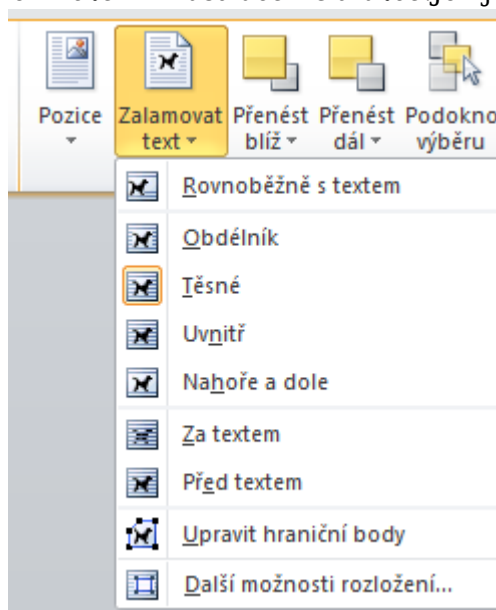 Pozice Zalamovat Přenést Přenést Podokno
text blíž dál výběru
Rovnoběžně s textem
Obdélník
Těsné
Uvnitř
Nahoře a dole
Za textem
Před textem
Upravit hraniční body
Další možnosti rozložení...